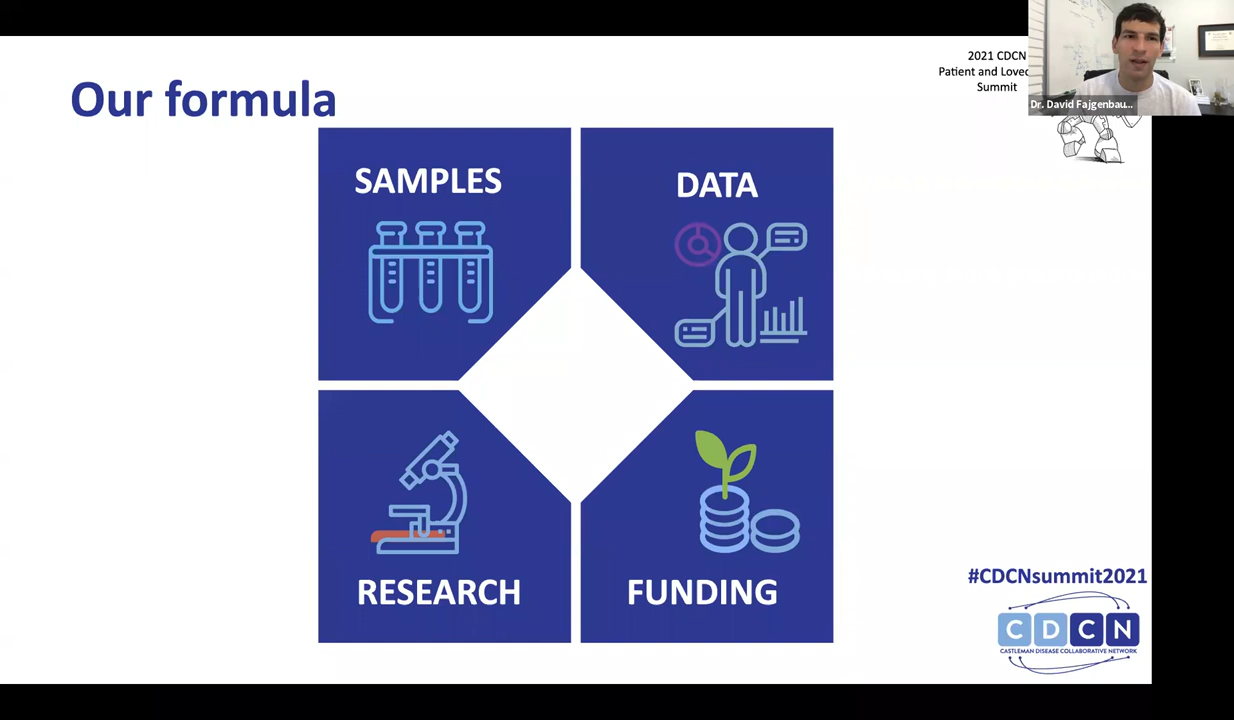 Our formula
2021 CDCN
Patient and Loved
Summit
Dr. David Fajgenbau...
SAMPLES
DATA
RESEARCH
FUNDING
#CDCNsummit2021
CDCN
CASTLEMAN DISEASE COLLABORATIVE NETWORK